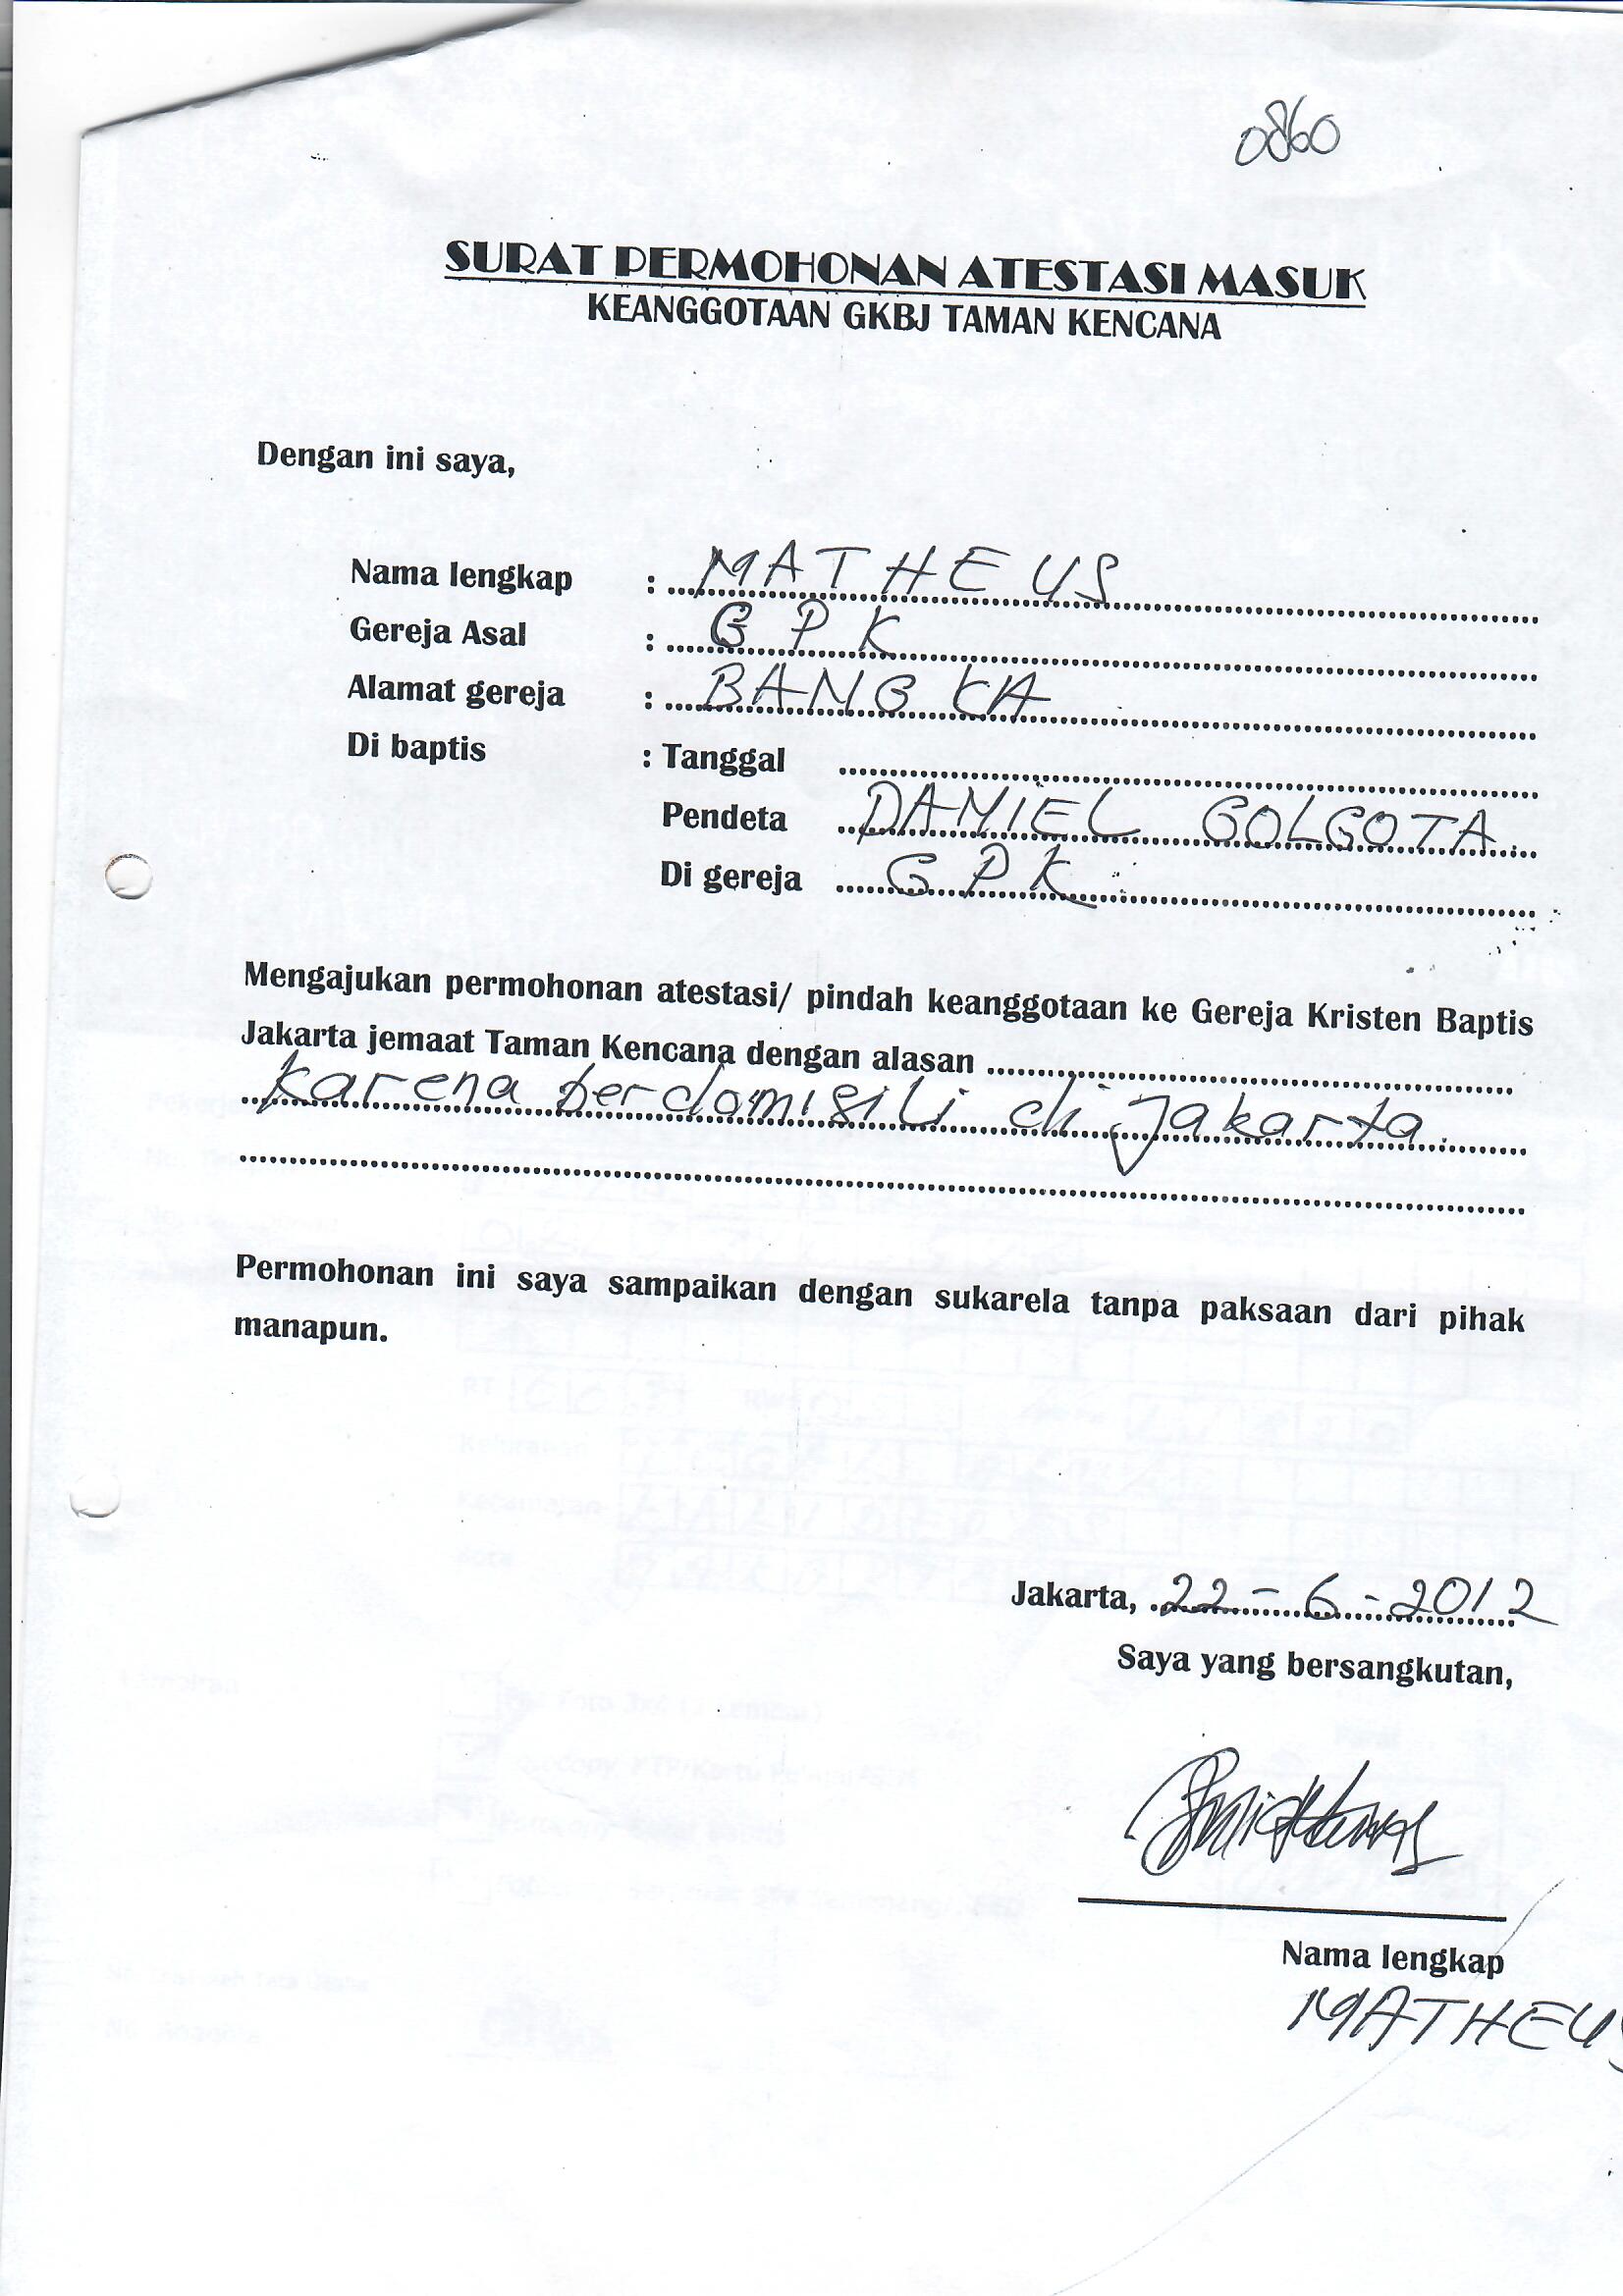 0860
SURAT PERMOHONAN ATESTASI MASUK
KEANGGOTAAN GKBJ TAMAN KENCANA
Dengan ini saya,
Nama lengkap : MATHEUS
Gereja Asal : GPK
Alamat gereja : BANGKA
Di baptis : Tanggal
Pendeta DANIEL GOLGOTA
Di gereja GPK
Mengajukan permohonan atestasi/ pindah keanggotaan ke Gereja Kristen Baptis
Jakarta jemaat Taman Kencana dengan alasan
karena berdomisili di jakarta.
Permohonan ini saya sampaikan dengan sukarela tanpa paksaan dari pihak
manapun.
Jakarta, 22-6-2012
Saya yang bersangkutan,
Nama lengkap
MATHEUS